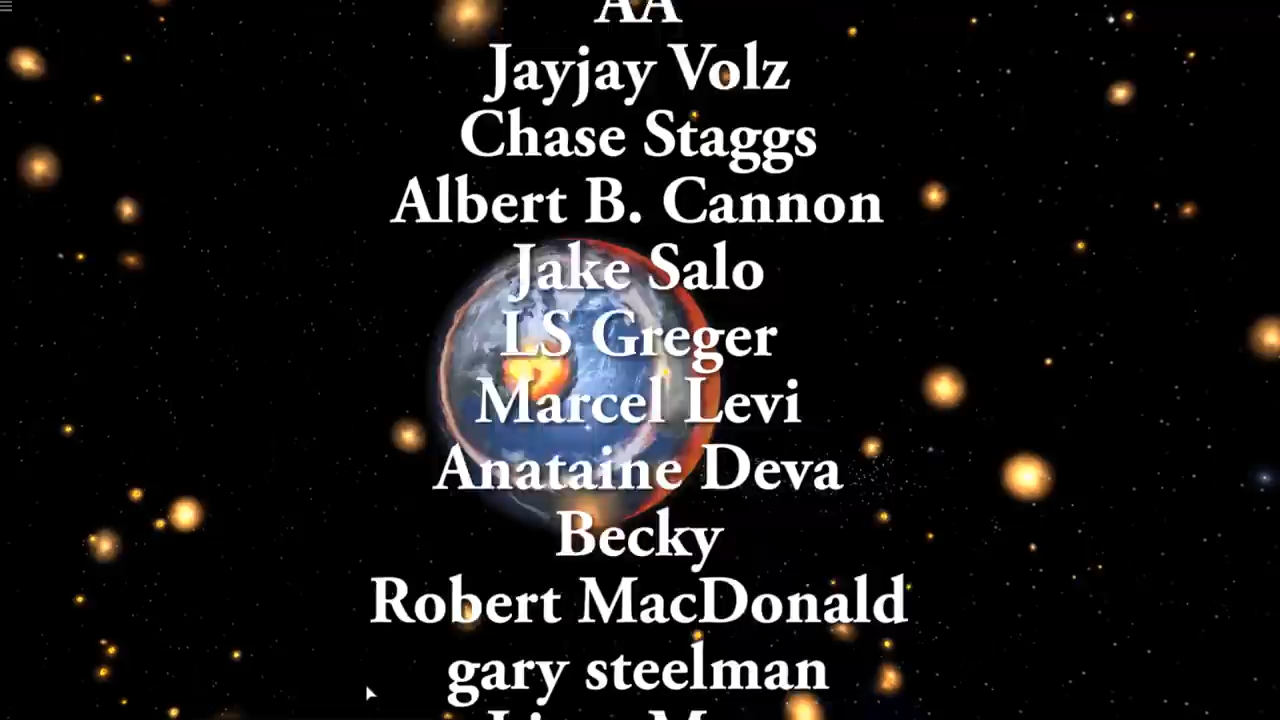 AA
Jayjay Volz
Chase Staggs
Albert B. Cannon
Jake Salo
LS Greger
Marcel Levi
Anataine Deva
Becky
Robert MacDonald
gary steelman